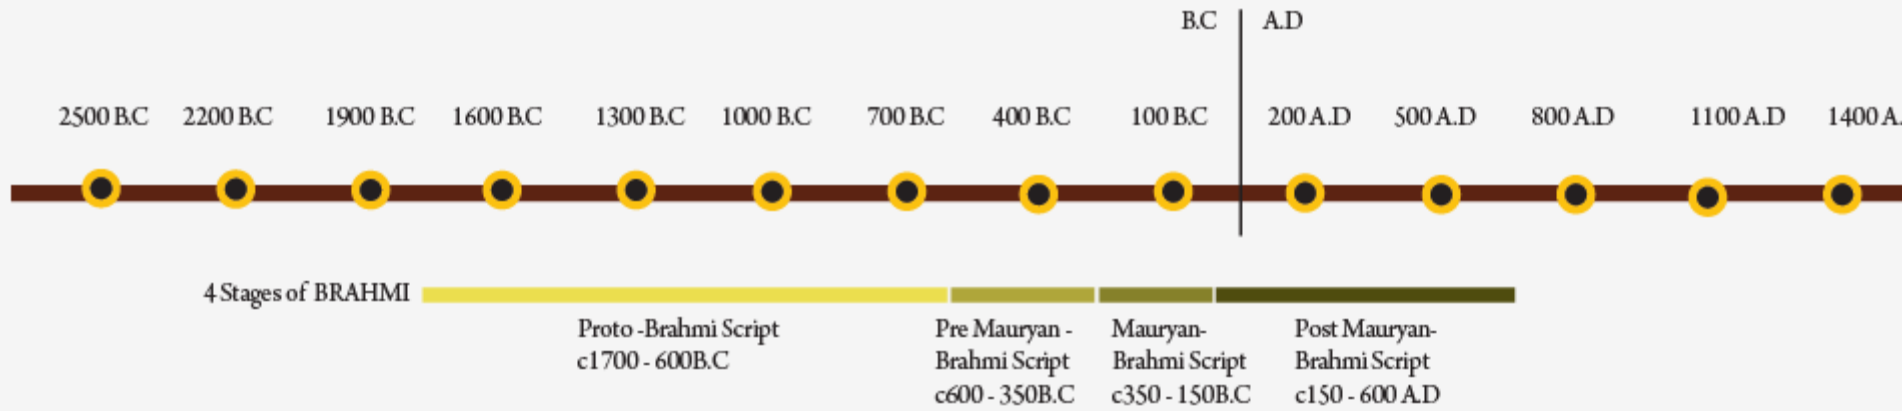 B.C A.D
2500 B.C 2200 B.C 1900 B.C 1600 B.C 1300 B.C 1000 B.C 700 B.C 400 B.C 100 B.C 200 A.D 500 A.D 800 A.D 1100 A.D 1400 A.
4 Stages of BRAHMI
Proto -Brahmi Script
c1700 - 600B.C
Pre Mauryan -
Brahmi Script
c600 - 350B.C
Mauryan-
Brahmi Script
c350 - 150B.C
Post Mauryan-
Brahmi Script
c150 - 600 A.D